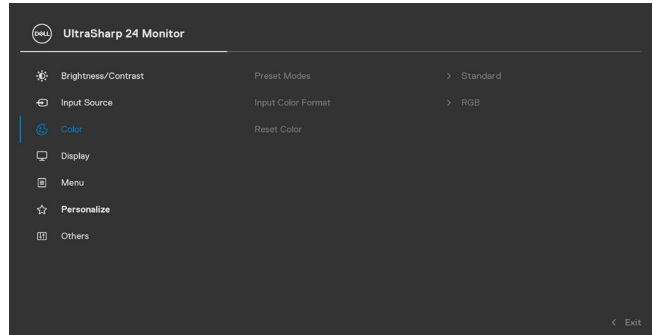 DELL UltraSharp 24 Monitor
Brightness/Contrast Preset Modes > Standard
Input Source Input Color Format > RGB
Color Reset Color
Display
Menu
Personalize
Others
< Exit